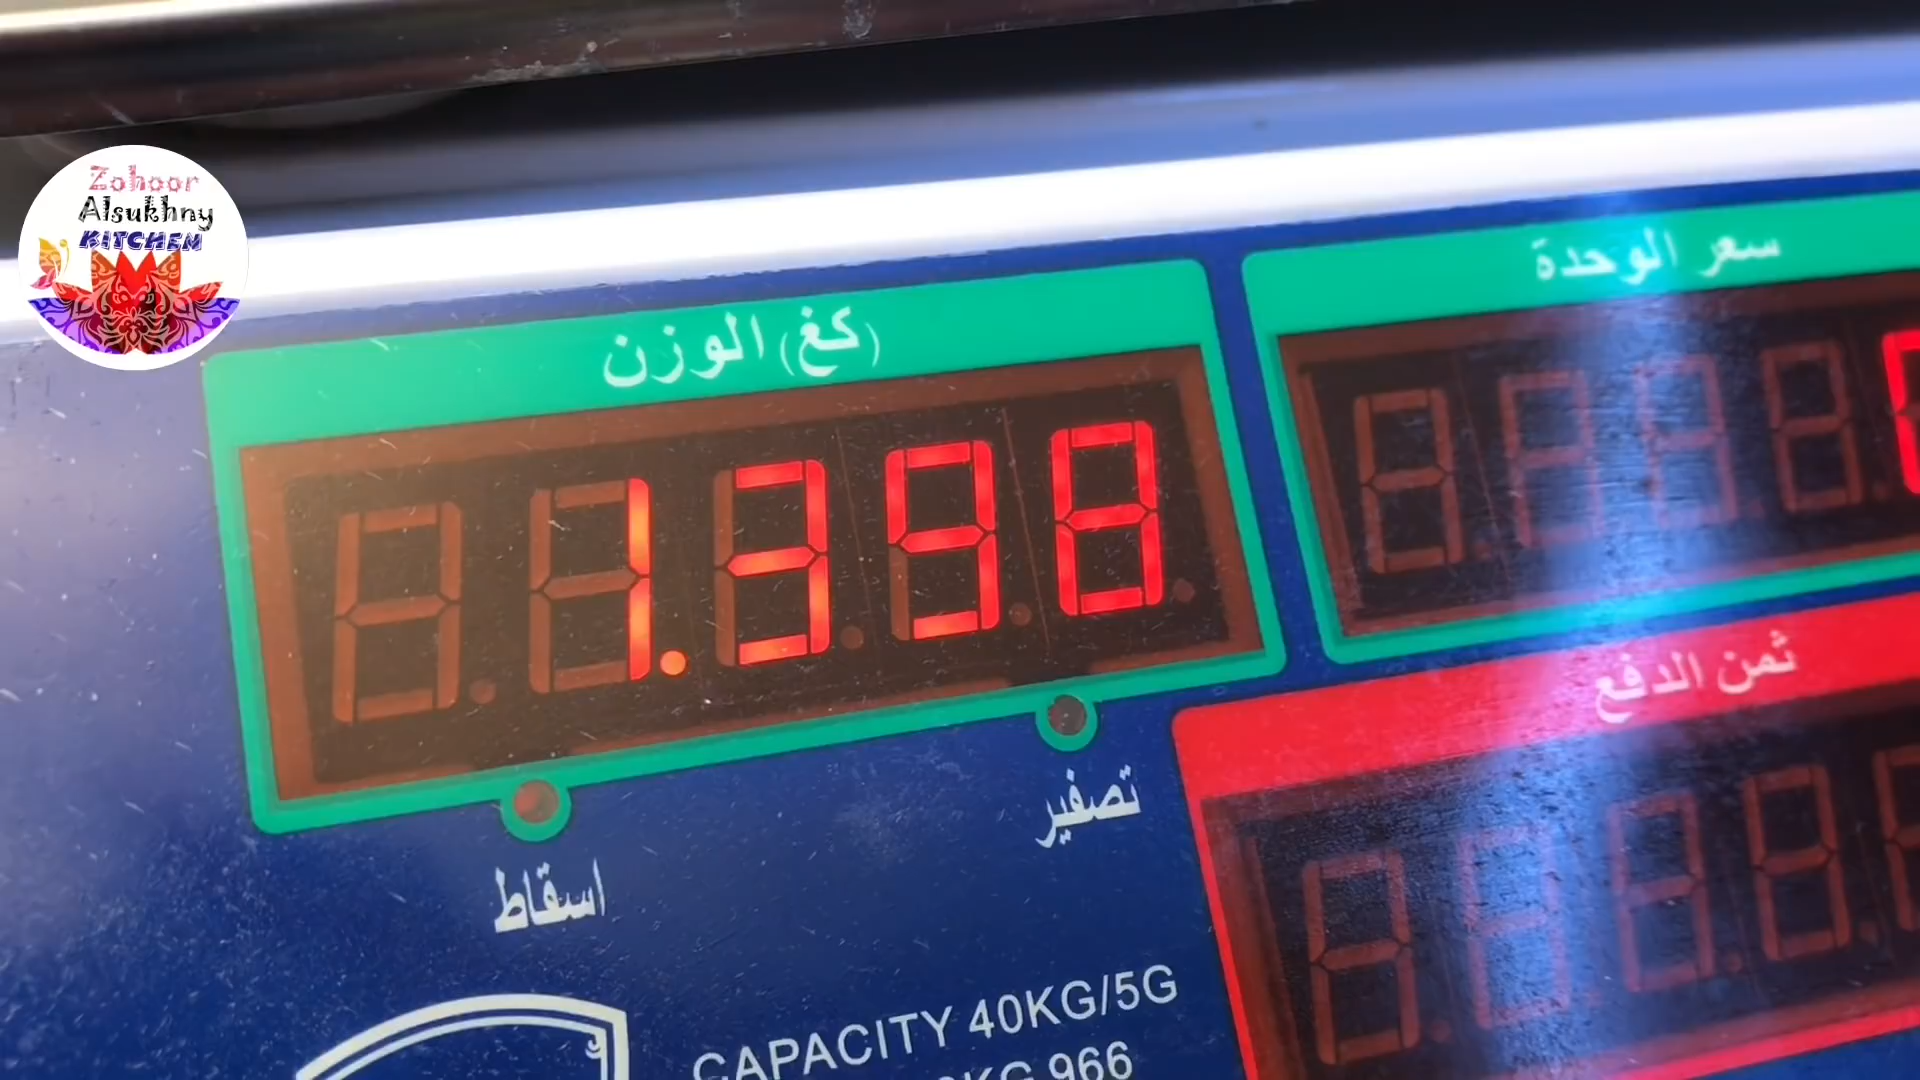 Zohoor
Alsukhny
KITCHEN
الوزن (كغ)
1.398
سعر الوحدة
ثمن الدفع
تصفير
اسقاط
CAPACITY 40KG/5G
KG 966